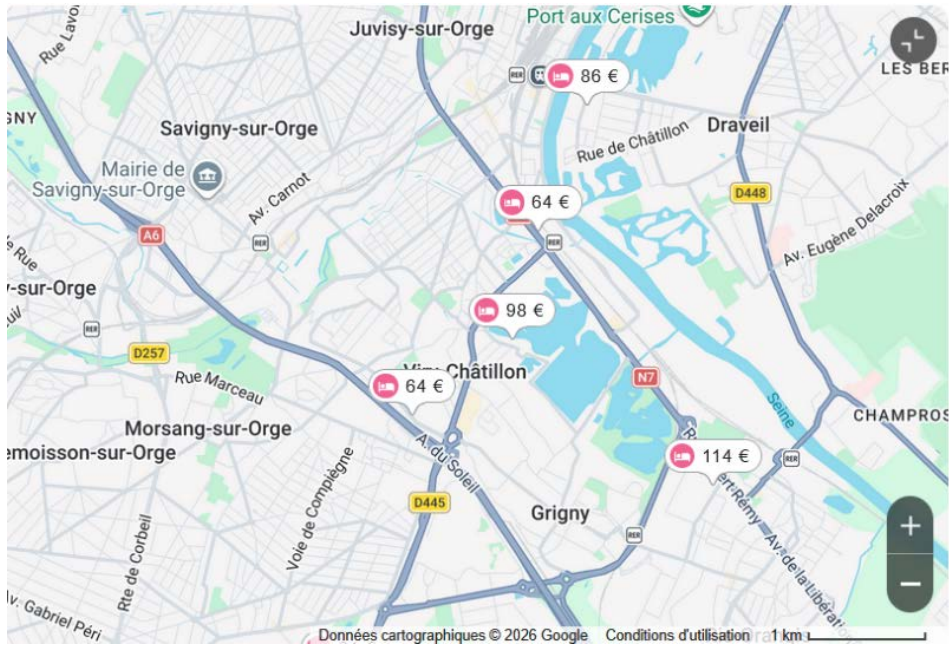 Port aux Cerises
Juvisy-sur-Orge
Rue Lavoi
LES BER
RER
86 €
GNY
Savigny-sur-Orge
Draveil
Rue de Châtillon
Mairie de
Savigny-sur-Orge
Av. Carnot
64 €
D448
Av. Eugène Delacroix
A6
RER
RER
-sur-Orge
98 €
RER
D257
Châtillon
64 €
Rue Marceau
N7
Seine
CHAMPROS
Morsang-sur-Orge
emoisson-sur-Orge
A. du Soleil
114 €
RER
Voie de Compiègne
D445
Grigny
RER
ert-Rémy
Av. de la Libérat
Rte de Corbeil
Av. Gabriel Péri
+
−
Données cartographiques © 2026 Google Conditions d'utilisation 1 km